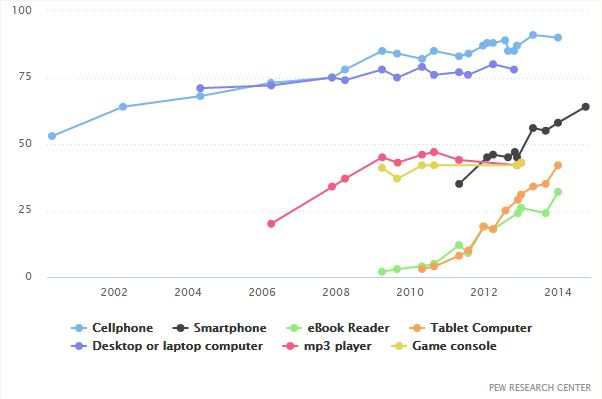 100
75
50
25
0
2002 2004 2006 2008 2010 2012 2014
Cellphone Smartphone eBook Reader Tablet Computer
Desktop or laptop computer mp3 player Game console
PEW RESEARCH CENTER